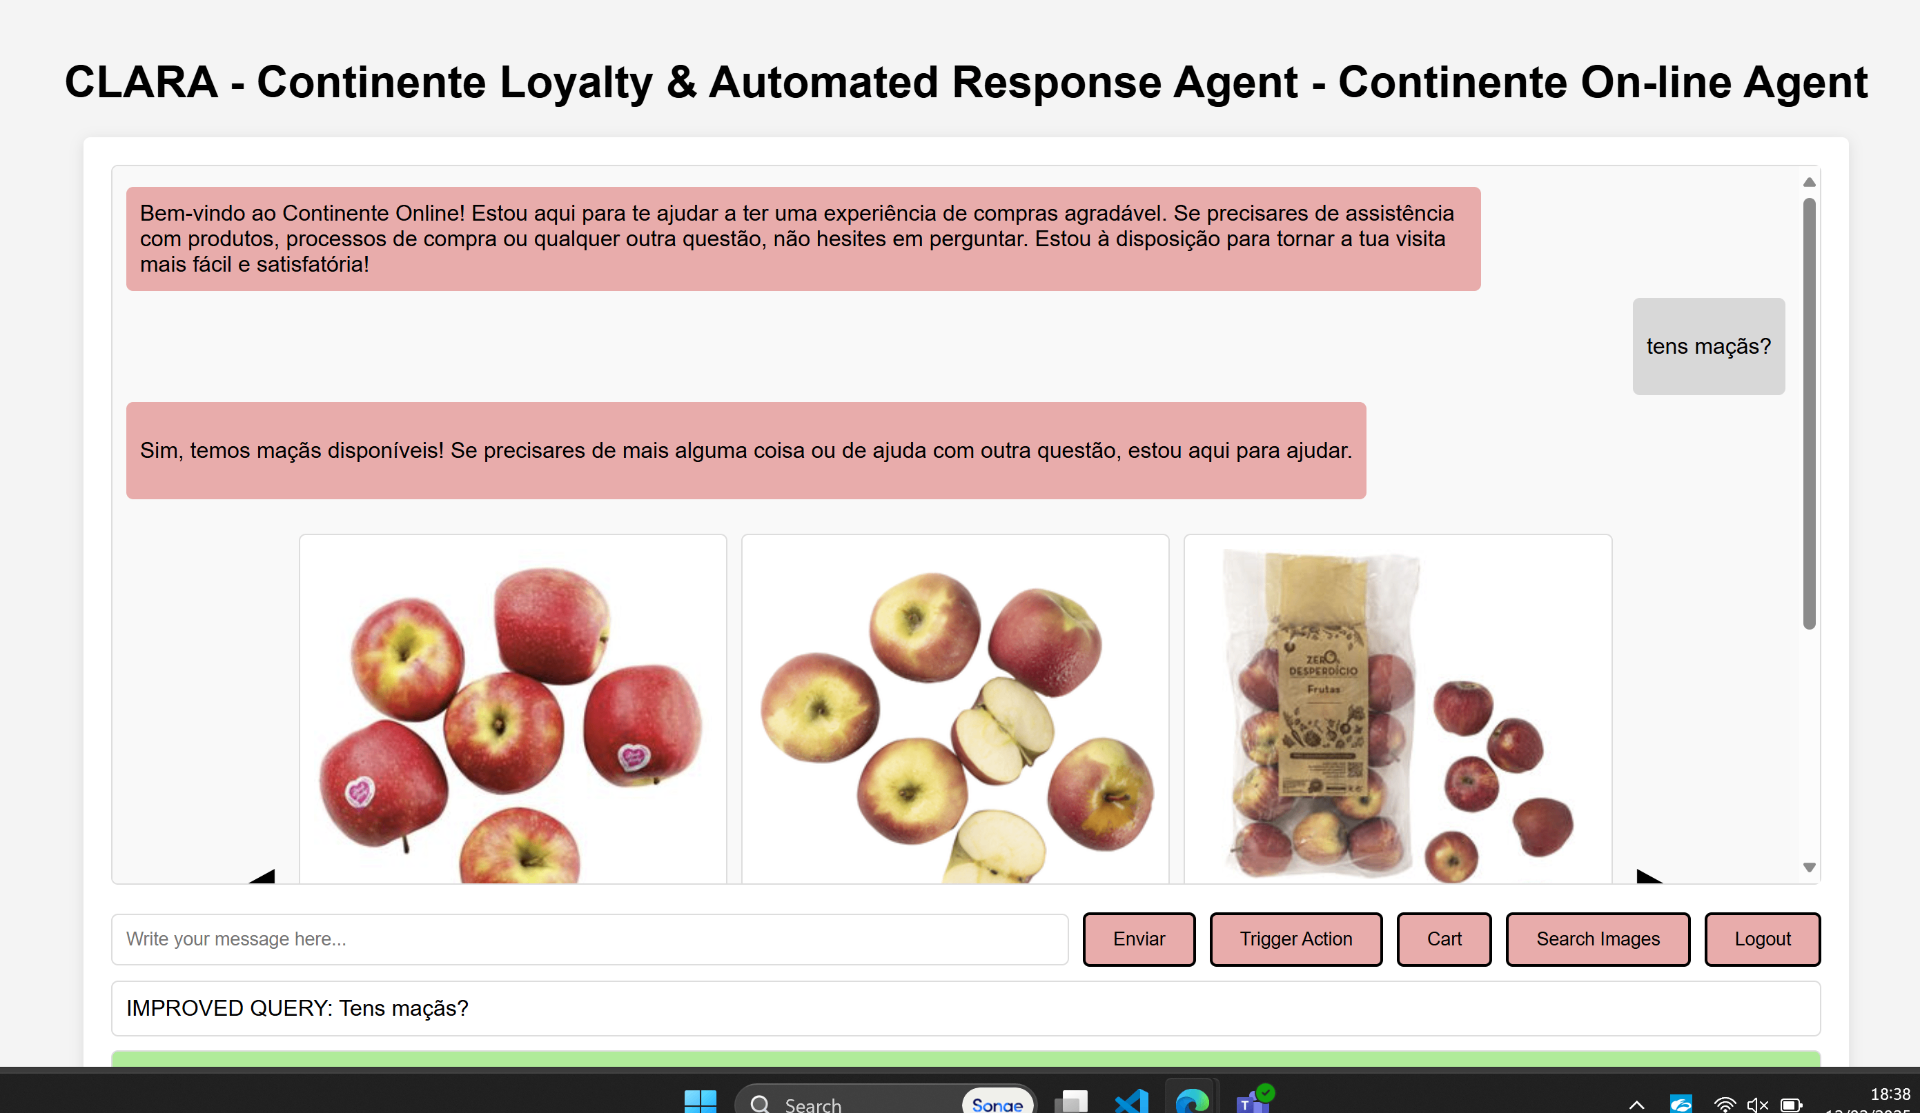 CLARA - Continente Loyalty & Automated Response Agent - Continente On-line Agent
Bem-vindo ao Continente Online! Estou aqui para te ajudar a ter uma experiência de compras agradável. Se precisares de assistência
com produtos, processos de compra ou qualquer outra questão, não hesites em perguntar. Estou à disposição para tornar a tua visita
mais fácil e satisfatória!
tens maçãs?
Sim, temos maçãs disponíveis! Se precisares de mais alguma coisa ou de ajuda com outra questão, estou aqui para ajudar.
ZERO
DESPERDÍCIO
Frutas
Write your message here...
Enviar
Trigger Action
Cart
Search Images
Logout
IMPROVED QUERY: Tens maçãs?
Search
Sonae
T
18:38